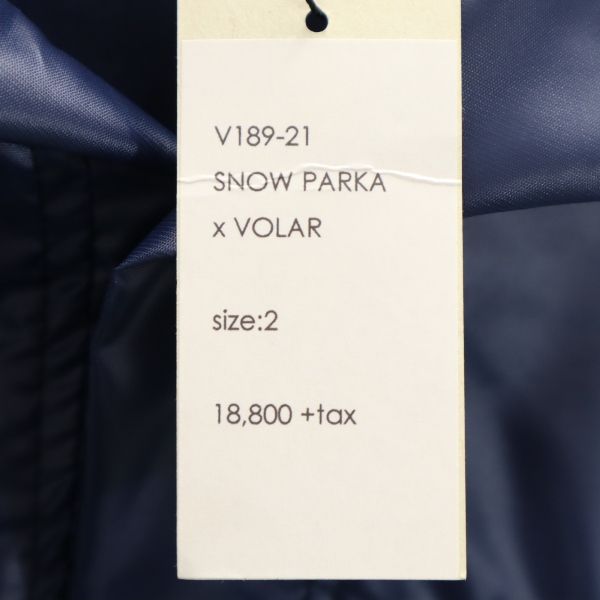 V189-21
SNOW PARKA
x VOLAR
size:2
18,800 +tax